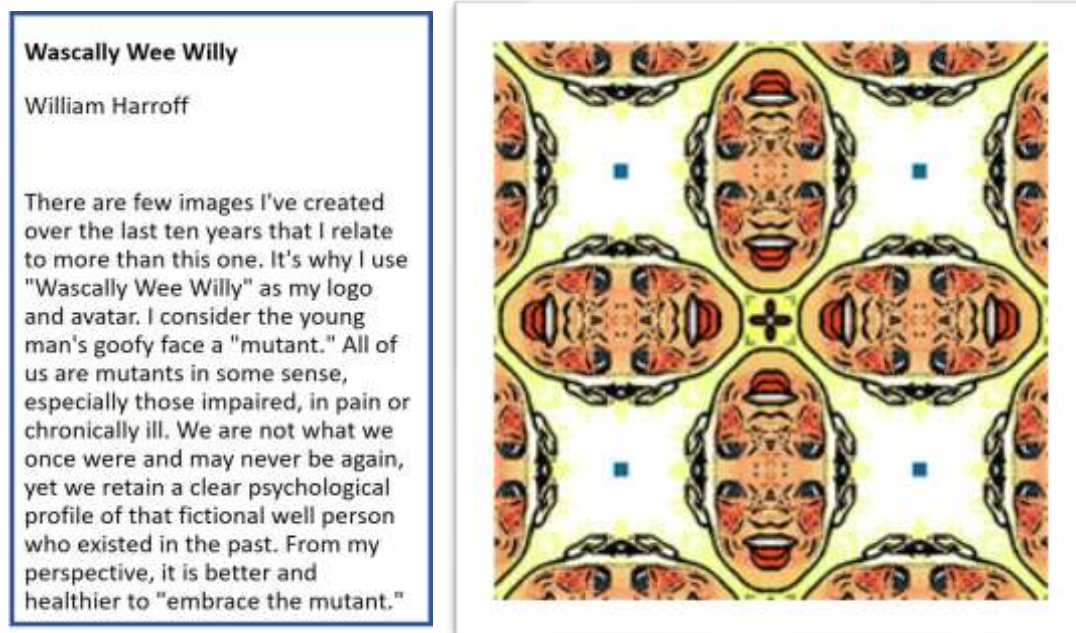 Wascally Wee Willy
William Harroff
There are few images I've created
over the last ten years that I relate
to more than this one. It's why I use
"Wascally Wee Willy" as my logo
and avatar. I consider the young
man's goofy face a "mutant." All of
us are mutants in some sense,
especially those impaired, in pain or
chronically ill. We are not what we
once were and may never be again,
yet we retain a clear psychological
profile of that fictional well person
who existed in the past. From my
perspective, it is better and
healthier to "embrace the mutant."